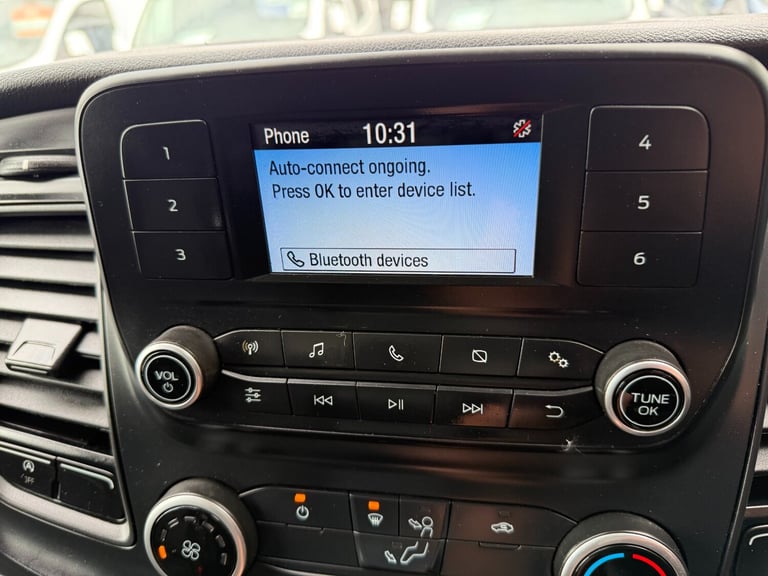 Phone 10:31
Auto-connect ongoing.
Press OK to enter device list.
Bluetooth devices
1
2
3
4
5
6
VOL
TUNE
OK
OFF